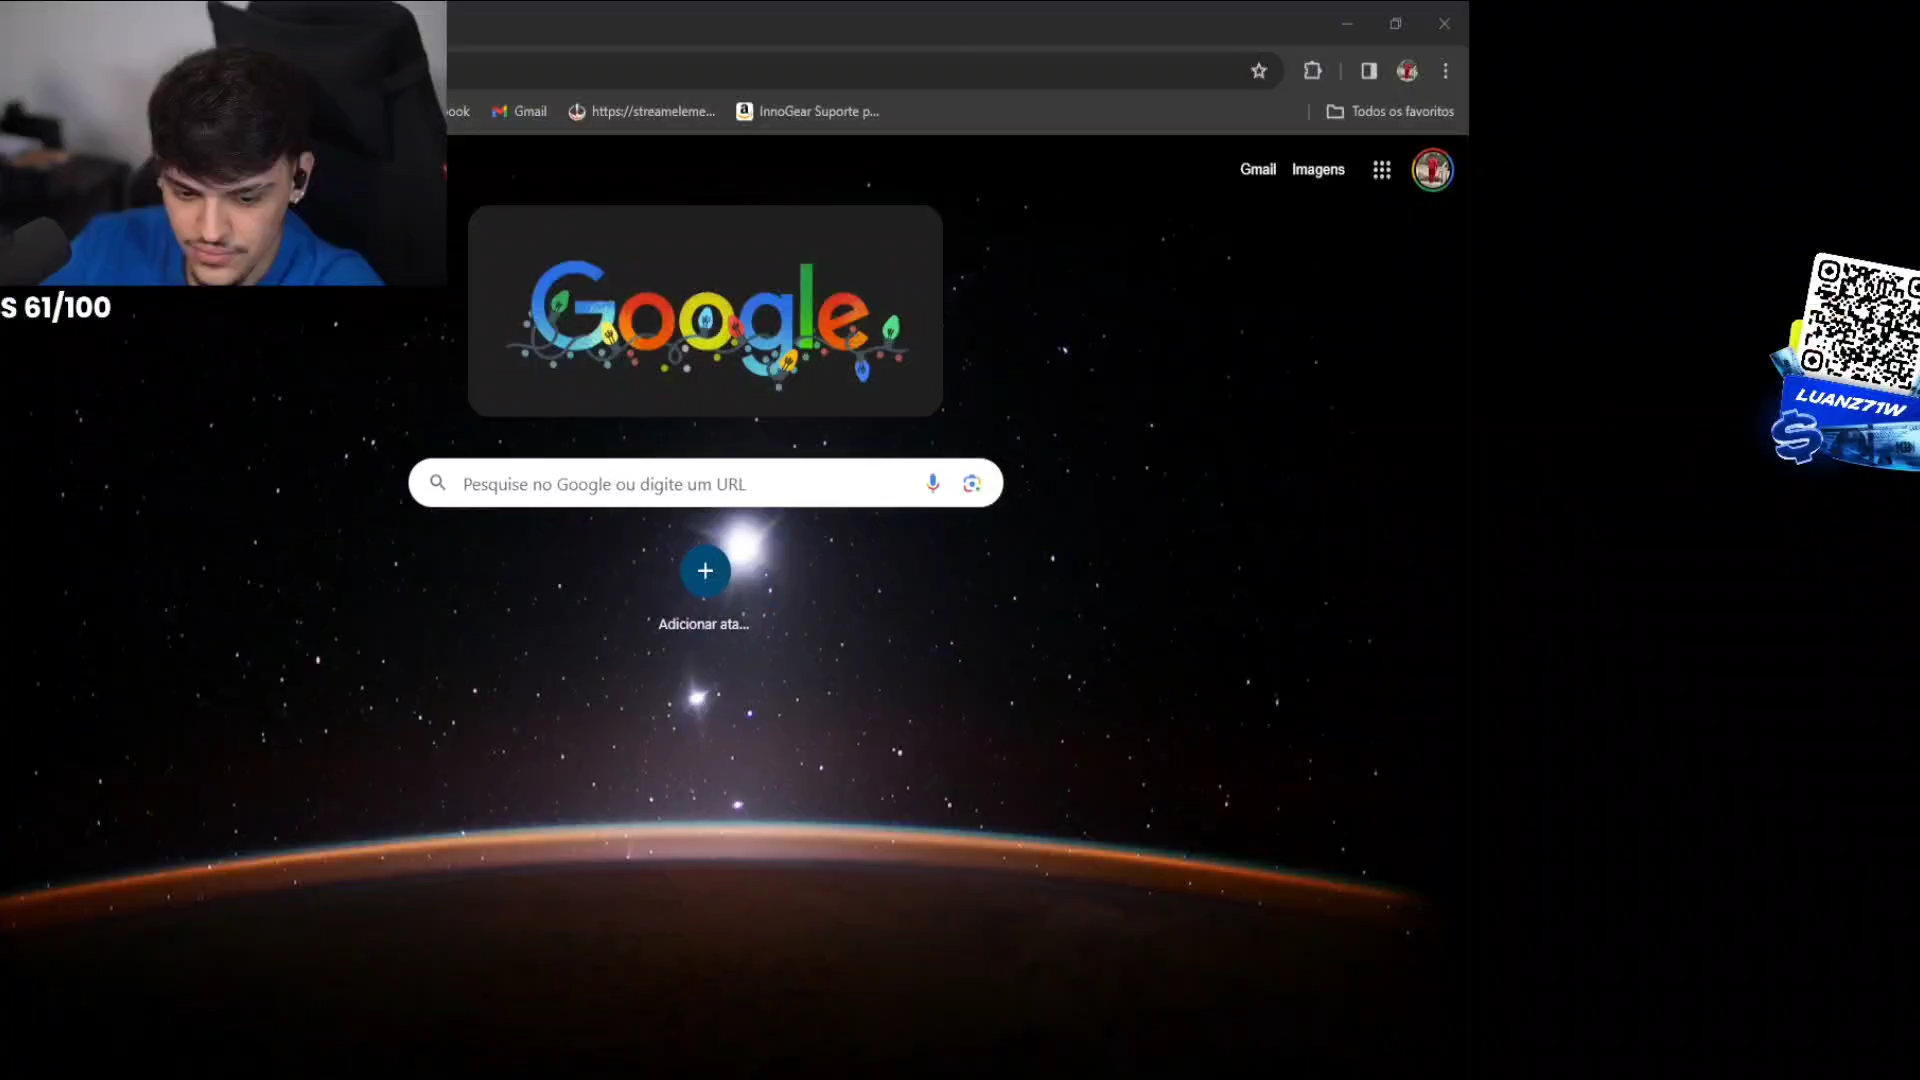 ook
Gmail
https://streameleme...
InnoGear Suporte p...
Todos os favoritos
Gmail
Imagens
Google
S 61/100
LUANZ71W
$
Pesquise no Google ou digite um URL
Adicionar ata...